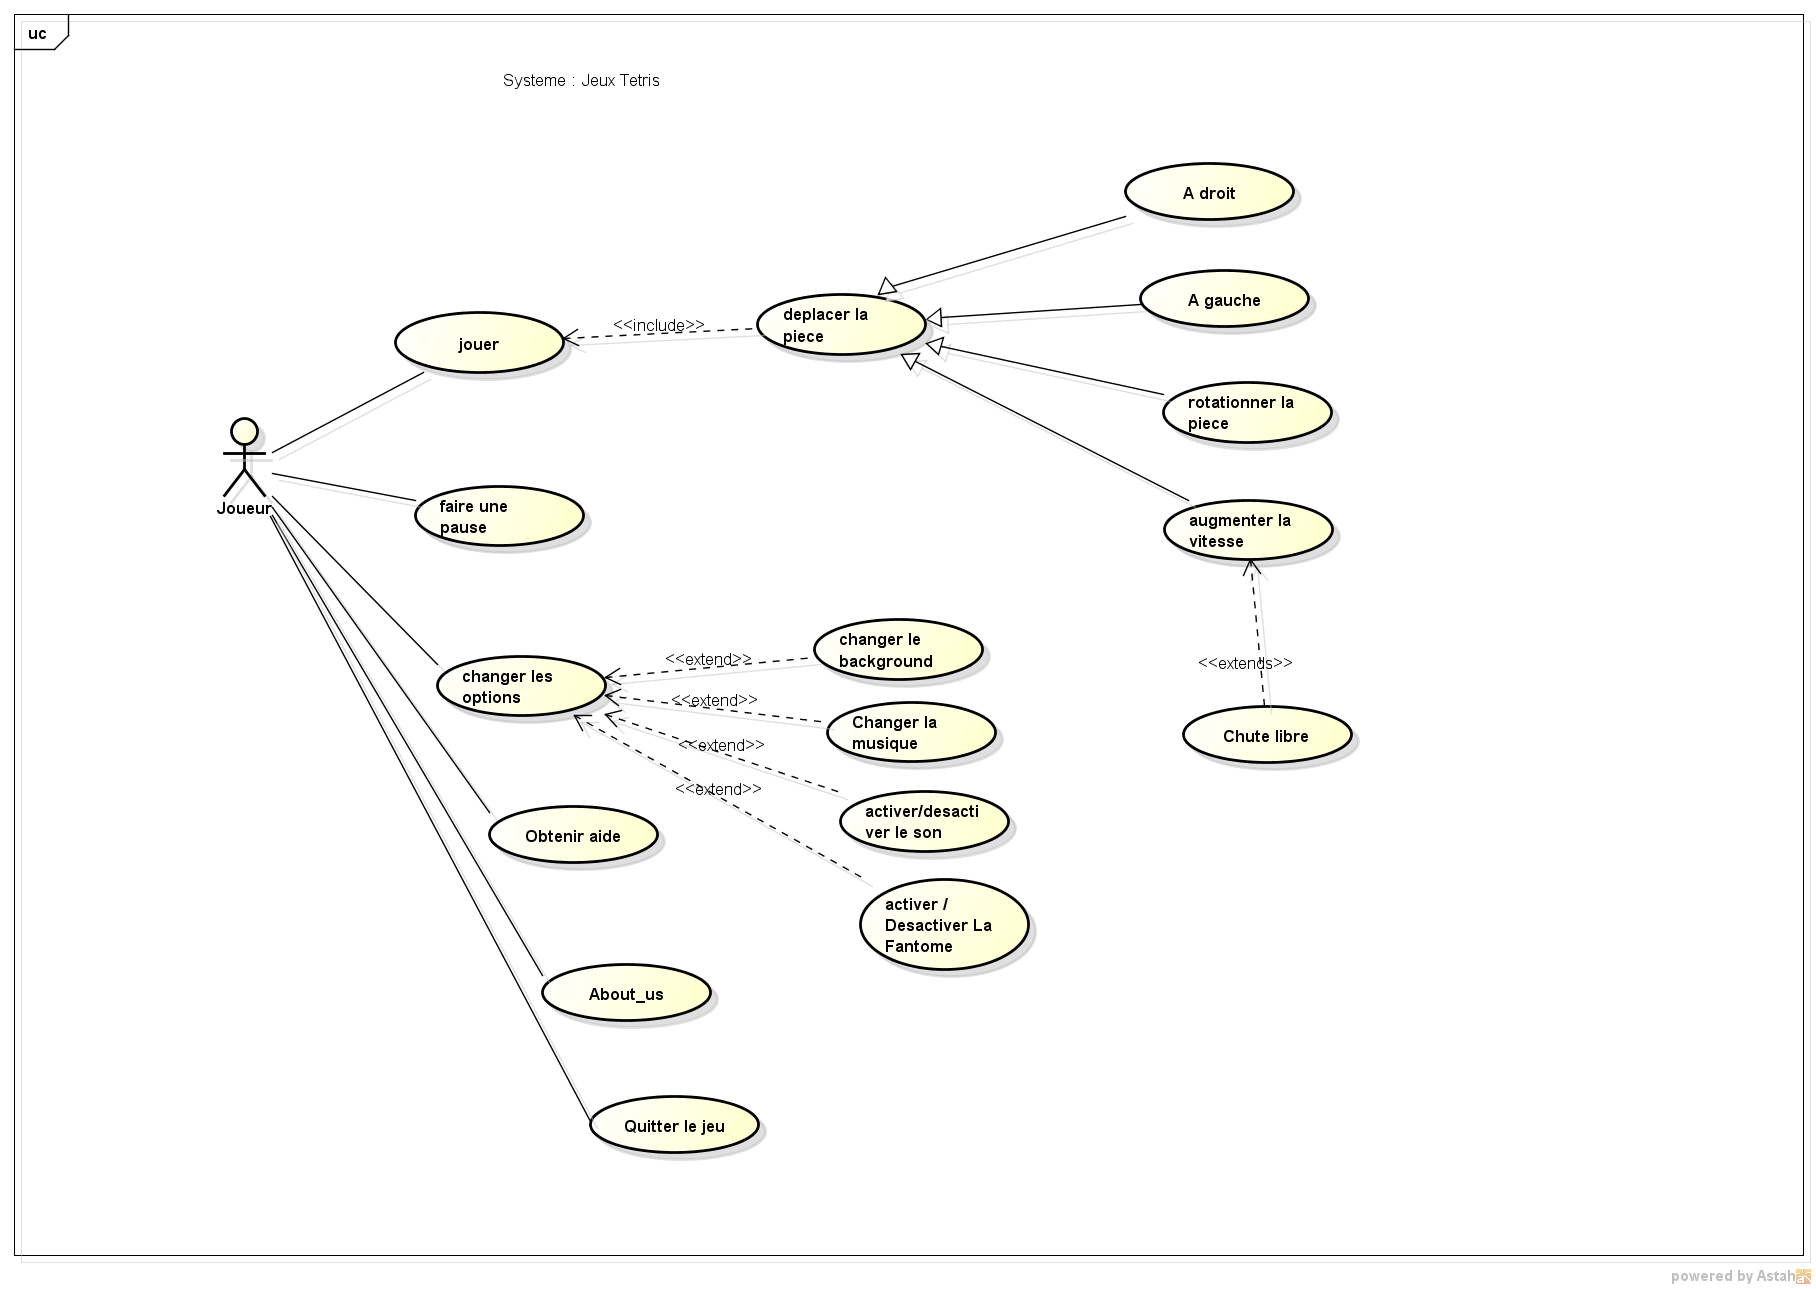 uc
Systeme : Jeux Tetris
A droit
A gauche
deplacer la
piece
<<include>>
jouer
rotationner la
piece
Joueur
faire une
pause
augmenter la
vitesse
changer le
background
<<extend>>
<<extends>>
changer les
options
<<extend>>
Changer la
musique
<<extend>>
Chute libre
<<extend>>
activer/desacti
ver le son
Obtenir aide
activer /
Desactiver La
Fantome
About_us
Quitter le jeu
powered by Astah